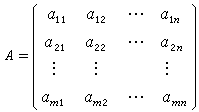 A = ( a₁₁ a₁₂ ⋯ a₁ₙ
a₂₁ a₂₂ ⋯ a₂ₙ
⋮ ⋮ ⋮
aₘ₁ aₘ₂ ⋯ aₘₙ )